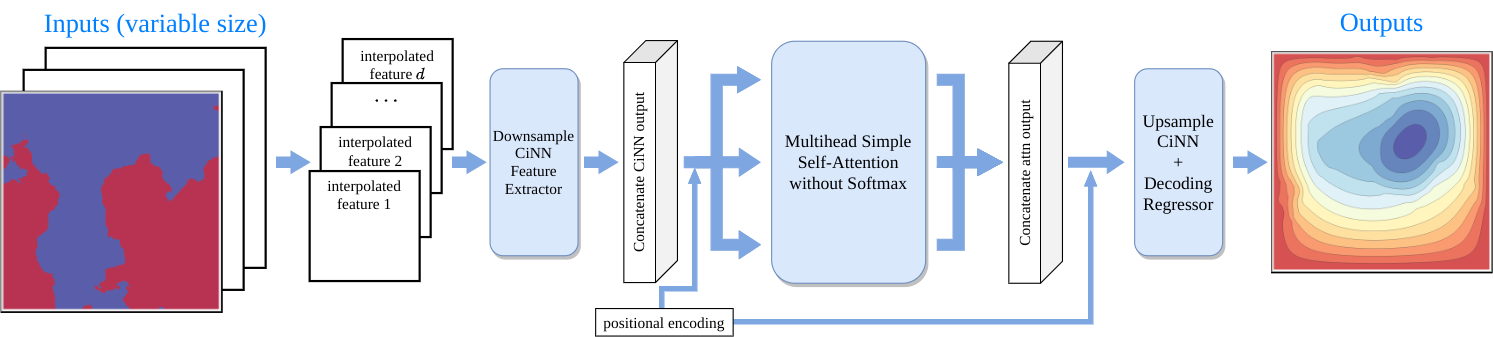 Inputs (variable size)
interpolated
feature d
...
interpolated
feature 2
interpolated
feature 1
Downsample
CiNN
Feature
Extractor
Concatenate CiNN output
positional encoding
Multihead Simple
Self-Attention
without Softmax
Concatenate attn output
Upsample
CiNN
+
Decoding
Regressor
Outputs